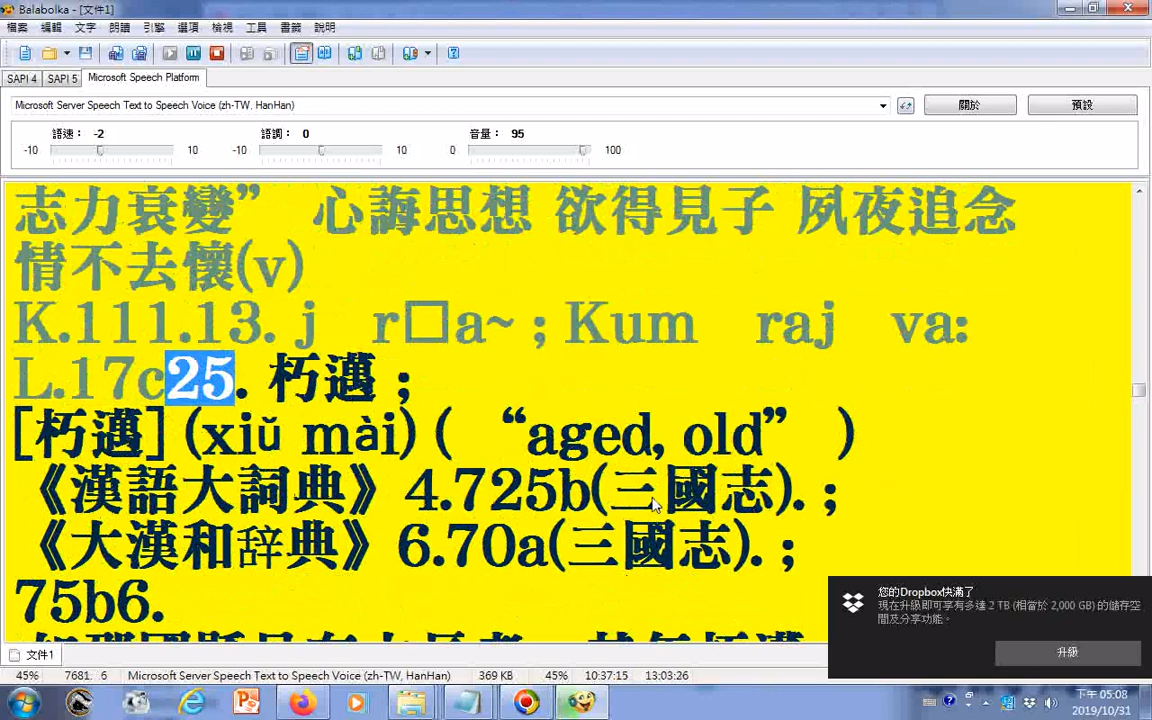 Balabolka - [文件1]
檔案 編輯 文字 朗讀 引擎 選項 檢視 工具 書籤 說明
SAPI 4 SAPI 5 Microsoft Speech Platform
Microsoft Server Speech Text to Speech Voice (zh-TW, HanHan)
關於
預設
語速： -2
語調： 0
音量： 95
-10 10 -10 10 0 100
志力衰變” 心誨思想 欲得見子 夙夜追念
情不去懷(v)
K.111.13. j r□a~ ; Kum raj va:
L.17c25. 朽邁；
[朽邁] (xiǔ mài) ( “aged, old” )
《漢語大詞典》 4.725b(三國志).；
《大漢和辞典》 6.70a(三國志).；
75b6.
您的Dropbox快滿了
現在升級即可享有多達 2 TB (相當於 2,000 GB) 的儲存空
間及分享功能。
升級
文件1
45% 7681. 6 Microsoft Server Speech Text to Speech Voice (zh-TW, HanHan) 369 KB 45% 10:37:15 13:03:26
下午 05:08
2019/10/31